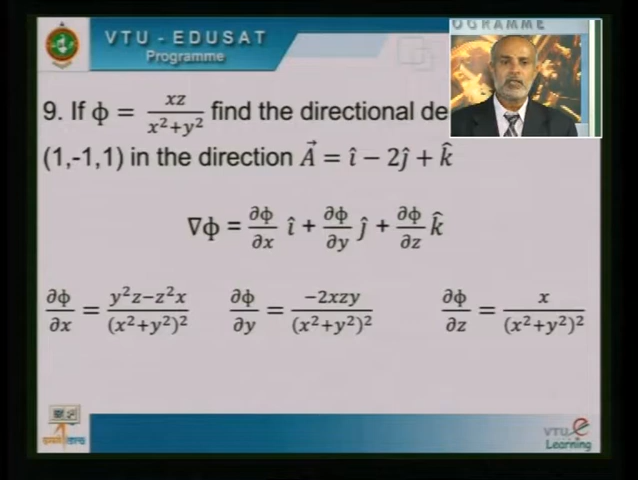 OGRAMME
VTU - EDUSAT
Programme
9. If ϕ = xz/(x²+y²) find the directional de
(1,-1,1) in the direction A⃗ = î − 2ĵ + k̂
∇ϕ = ∂ϕ/∂x î + ∂ϕ/∂y ĵ + ∂ϕ/∂z k̂
∂ϕ/∂x = (y²z−z²x)/(x²+y²)² ∂ϕ/∂y = −2xzy/(x²+y²)² ∂ϕ/∂z = x/(x²+y²)²
VTU e
Learning